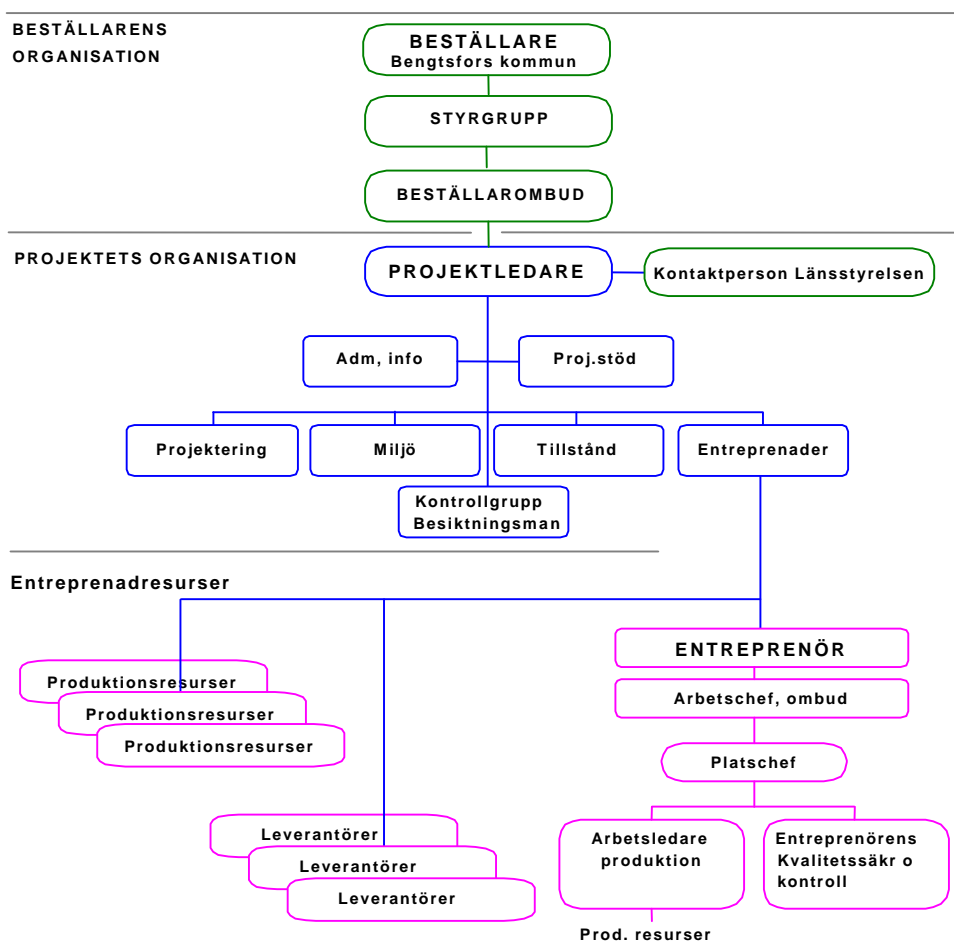 BESTÄLLARENS
ORGANISATION
BESTÄLLARE
Bengtsfors kommun
STYRGRUPP
BESTÄLLAROMBUD
PROJEKTETS ORGANISATION
PROJEKTLEDARE
Kontaktperson Länsstyrelsen
Adm, info
Proj.stöd
Projektering
Miljö
Tillstånd
Entreprenader
Kontrollgrupp
Besiktningsman
Entreprenadresurser
ENTREPRENÖR
Produktionsresurser
Produktionsresurser
Produktionsresurser
Arbetschef, ombud
Platschef
Leverantörer
Leverantörer
Leverantörer
Arbetsledare
produktion
Entreprenörens
Kvalitetssäkr o
kontroll
Prod. resurser